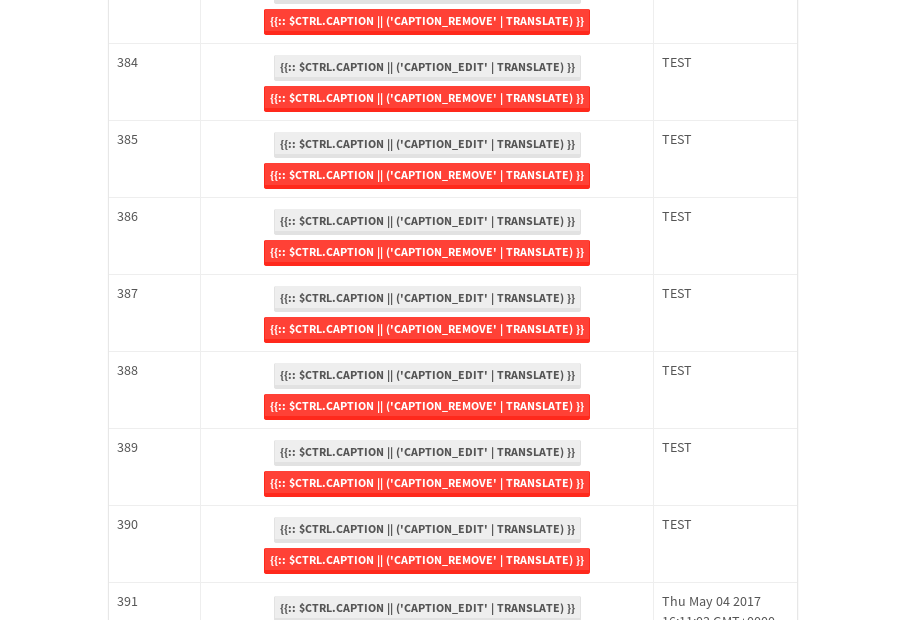 {{:: $CTRL.CAPTION || ('CAPTION_REMOVE' | TRANSLATE) }}
384 {{:: $CTRL.CAPTION || ('CAPTION_EDIT' | TRANSLATE) }} TEST
{{:: $CTRL.CAPTION || ('CAPTION_REMOVE' | TRANSLATE) }}
385 {{:: $CTRL.CAPTION || ('CAPTION_EDIT' | TRANSLATE) }} TEST
{{:: $CTRL.CAPTION || ('CAPTION_REMOVE' | TRANSLATE) }}
386 {{:: $CTRL.CAPTION || ('CAPTION_EDIT' | TRANSLATE) }} TEST
{{:: $CTRL.CAPTION || ('CAPTION_REMOVE' | TRANSLATE) }}
387 {{:: $CTRL.CAPTION || ('CAPTION_EDIT' | TRANSLATE) }} TEST
{{:: $CTRL.CAPTION || ('CAPTION_REMOVE' | TRANSLATE) }}
388 {{:: $CTRL.CAPTION || ('CAPTION_EDIT' | TRANSLATE) }} TEST
{{:: $CTRL.CAPTION || ('CAPTION_REMOVE' | TRANSLATE) }}
389 {{:: $CTRL.CAPTION || ('CAPTION_EDIT' | TRANSLATE) }} TEST
{{:: $CTRL.CAPTION || ('CAPTION_REMOVE' | TRANSLATE) }}
390 {{:: $CTRL.CAPTION || ('CAPTION_EDIT' | TRANSLATE) }} TEST
{{:: $CTRL.CAPTION || ('CAPTION_REMOVE' | TRANSLATE) }}
391 {{:: $CTRL.CAPTION || ('CAPTION_EDIT' | TRANSLATE) }} Thu May 04 2017